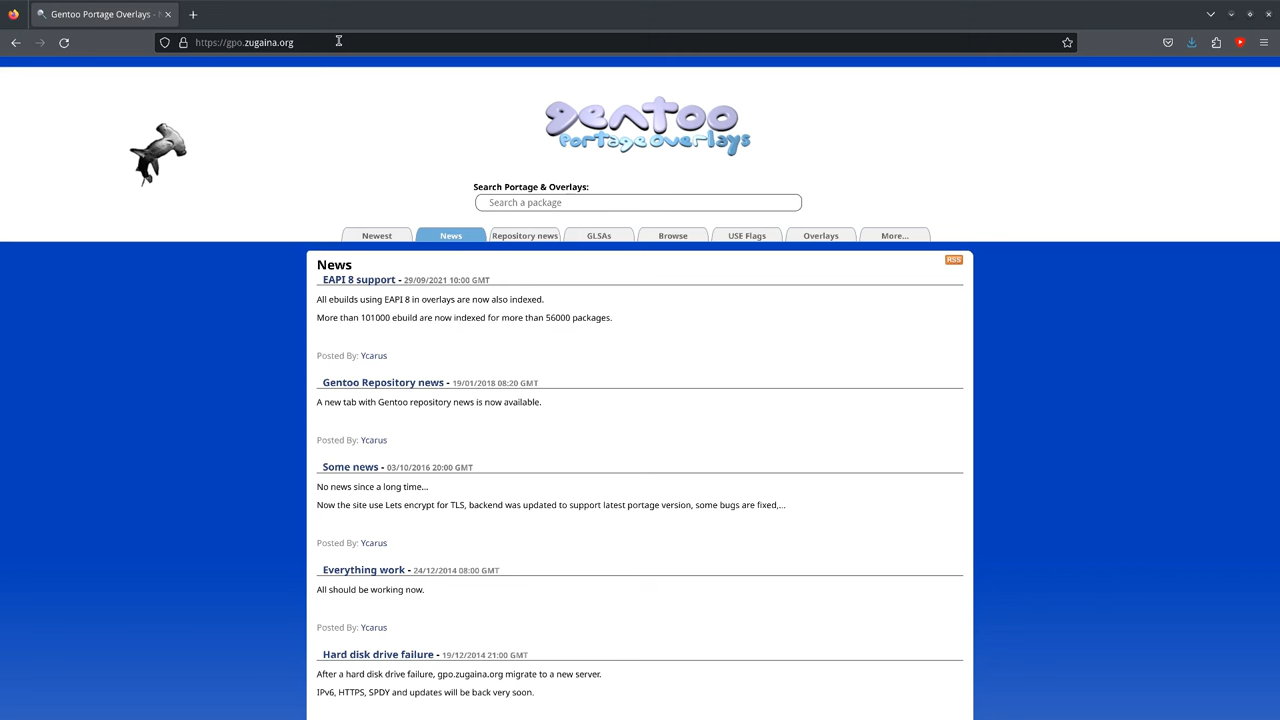 Gentoo Portage Overlays - N
https://gpo.zugaina.org
gentoo
portage overlays
Search Portage & Overlays:
Search a package
Newest News Repository news GLSAs Browse USE Flags Overlays More...
News RSS
EAPI 8 support - 29/09/2021 10:00 GMT
All ebuilds using EAPI 8 in overlays are now also indexed.
More than 101000 ebuild are now indexed for more than 56000 packages.
Posted By: Ycarus
Gentoo Repository news - 19/01/2018 08:20 GMT
A new tab with Gentoo repository news is now available.
Posted By: Ycarus
Some news - 03/10/2016 20:00 GMT
No news since a long time...
Now the site use Lets encrypt for TLS, backend was updated to support latest portage version, some bugs are fixed,...
Posted By: Ycarus
Everything work - 24/12/2014 08:00 GMT
All should be working now.
Posted By: Ycarus
Hard disk drive failure - 19/12/2014 21:00 GMT
After a hard disk drive failure, gpo.zugaina.org migrate to a new server.
IPv6, HTTPS, SPDY and updates will be back very soon.